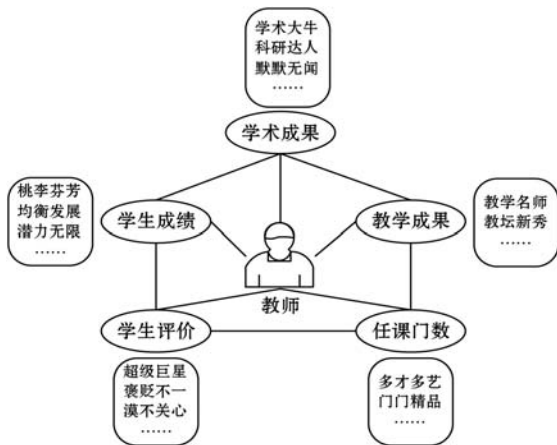 学术大牛
科研达人
默默无闻
……
学术成果
桃李芬芳
均衡发展
潜力无限
……
学生成绩
教学成果
教学名师
教坛新秀
……
教师
学生评价
任课门数
超级巨星
褒贬不一
漠不关心
……
多才多艺
门门精品
……